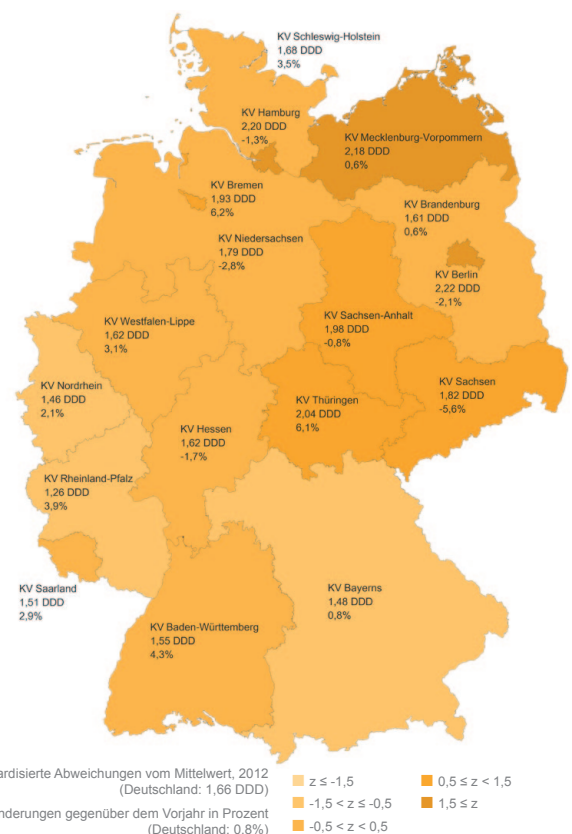 KV Schleswig-Holstein
1,68 DDD
3,5%
KV Hamburg
2,20 DDD
-1,3%
KV Mecklenburg-Vorpommern
2,18 DDD
0,6%
KV Bremen
1,93 DDD
6,2%
KV Brandenburg
1,61 DDD
0,6%
KV Niedersachsen
1,79 DDD
-2,8%
KV Berlin
2,22 DDD
-2,1%
KV Westfalen-Lippe
1,62 DDD
3,1%
KV Sachsen-Anhalt
1,98 DDD
-0,8%
KV Nordrhein
1,46 DDD
2,1%
KV Sachsen
1,82 DDD
-5,6%
KV Thüringen
2,04 DDD
6,1%
KV Hessen
1,62 DDD
-1,7%
KV Rheinland-Pfalz
1,26 DDD
3,9%
KV Saarland
1,51 DDD
2,9%
KV Bayerns
1,48 DDD
0,8%
KV Baden-Württemberg
1,55 DDD
4,3%
ardisierte Abweichungen vom Mittelwert, 2012
(Deutschland: 1,66 DDD)
nderungen gegenüber dem Vorjahr in Prozent
(Deutschland: 0,8%)
z ≤ -1,5
-1,5 < z ≤ -0,5
-0,5 < z < 0,5
0,5 ≤ z < 1,5
1,5 ≤ z